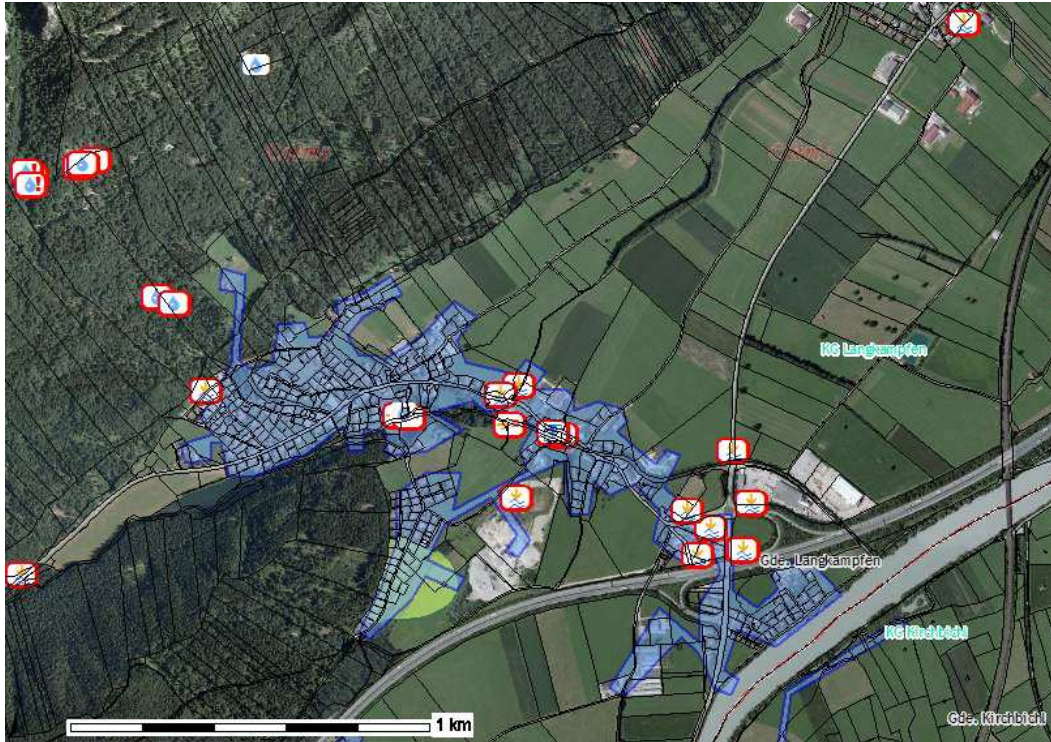 KG Langkampfen
Gde. Langkampfen
KG Kirchbichl
Gde. Kirchbichl
1 km